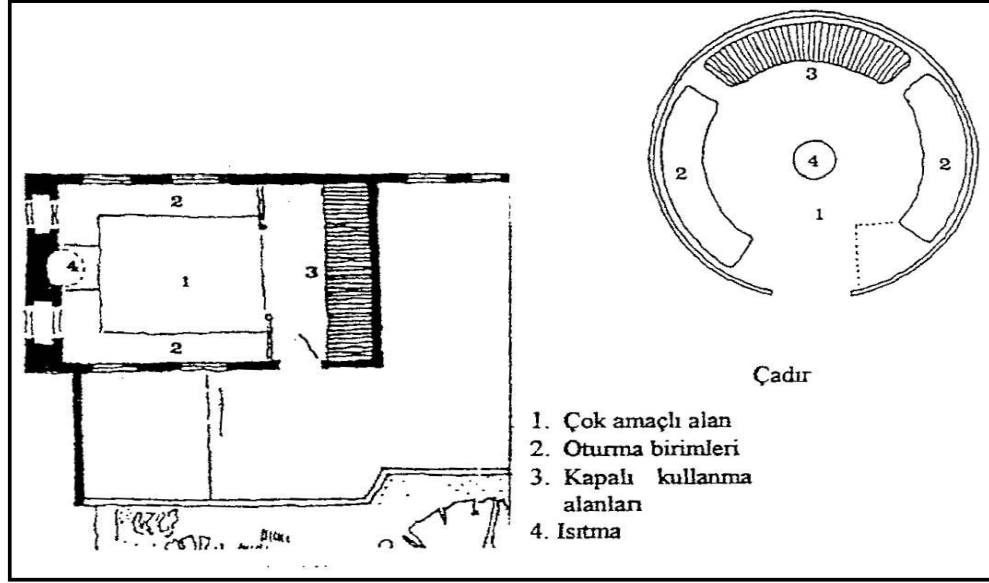 3
2
2
4
1
2
4
3
1
2
Çadır
1. Çok amaçlı alan
2. Oturma birimleri
3. Kapalı kullanma
alanları
4. Isıtma